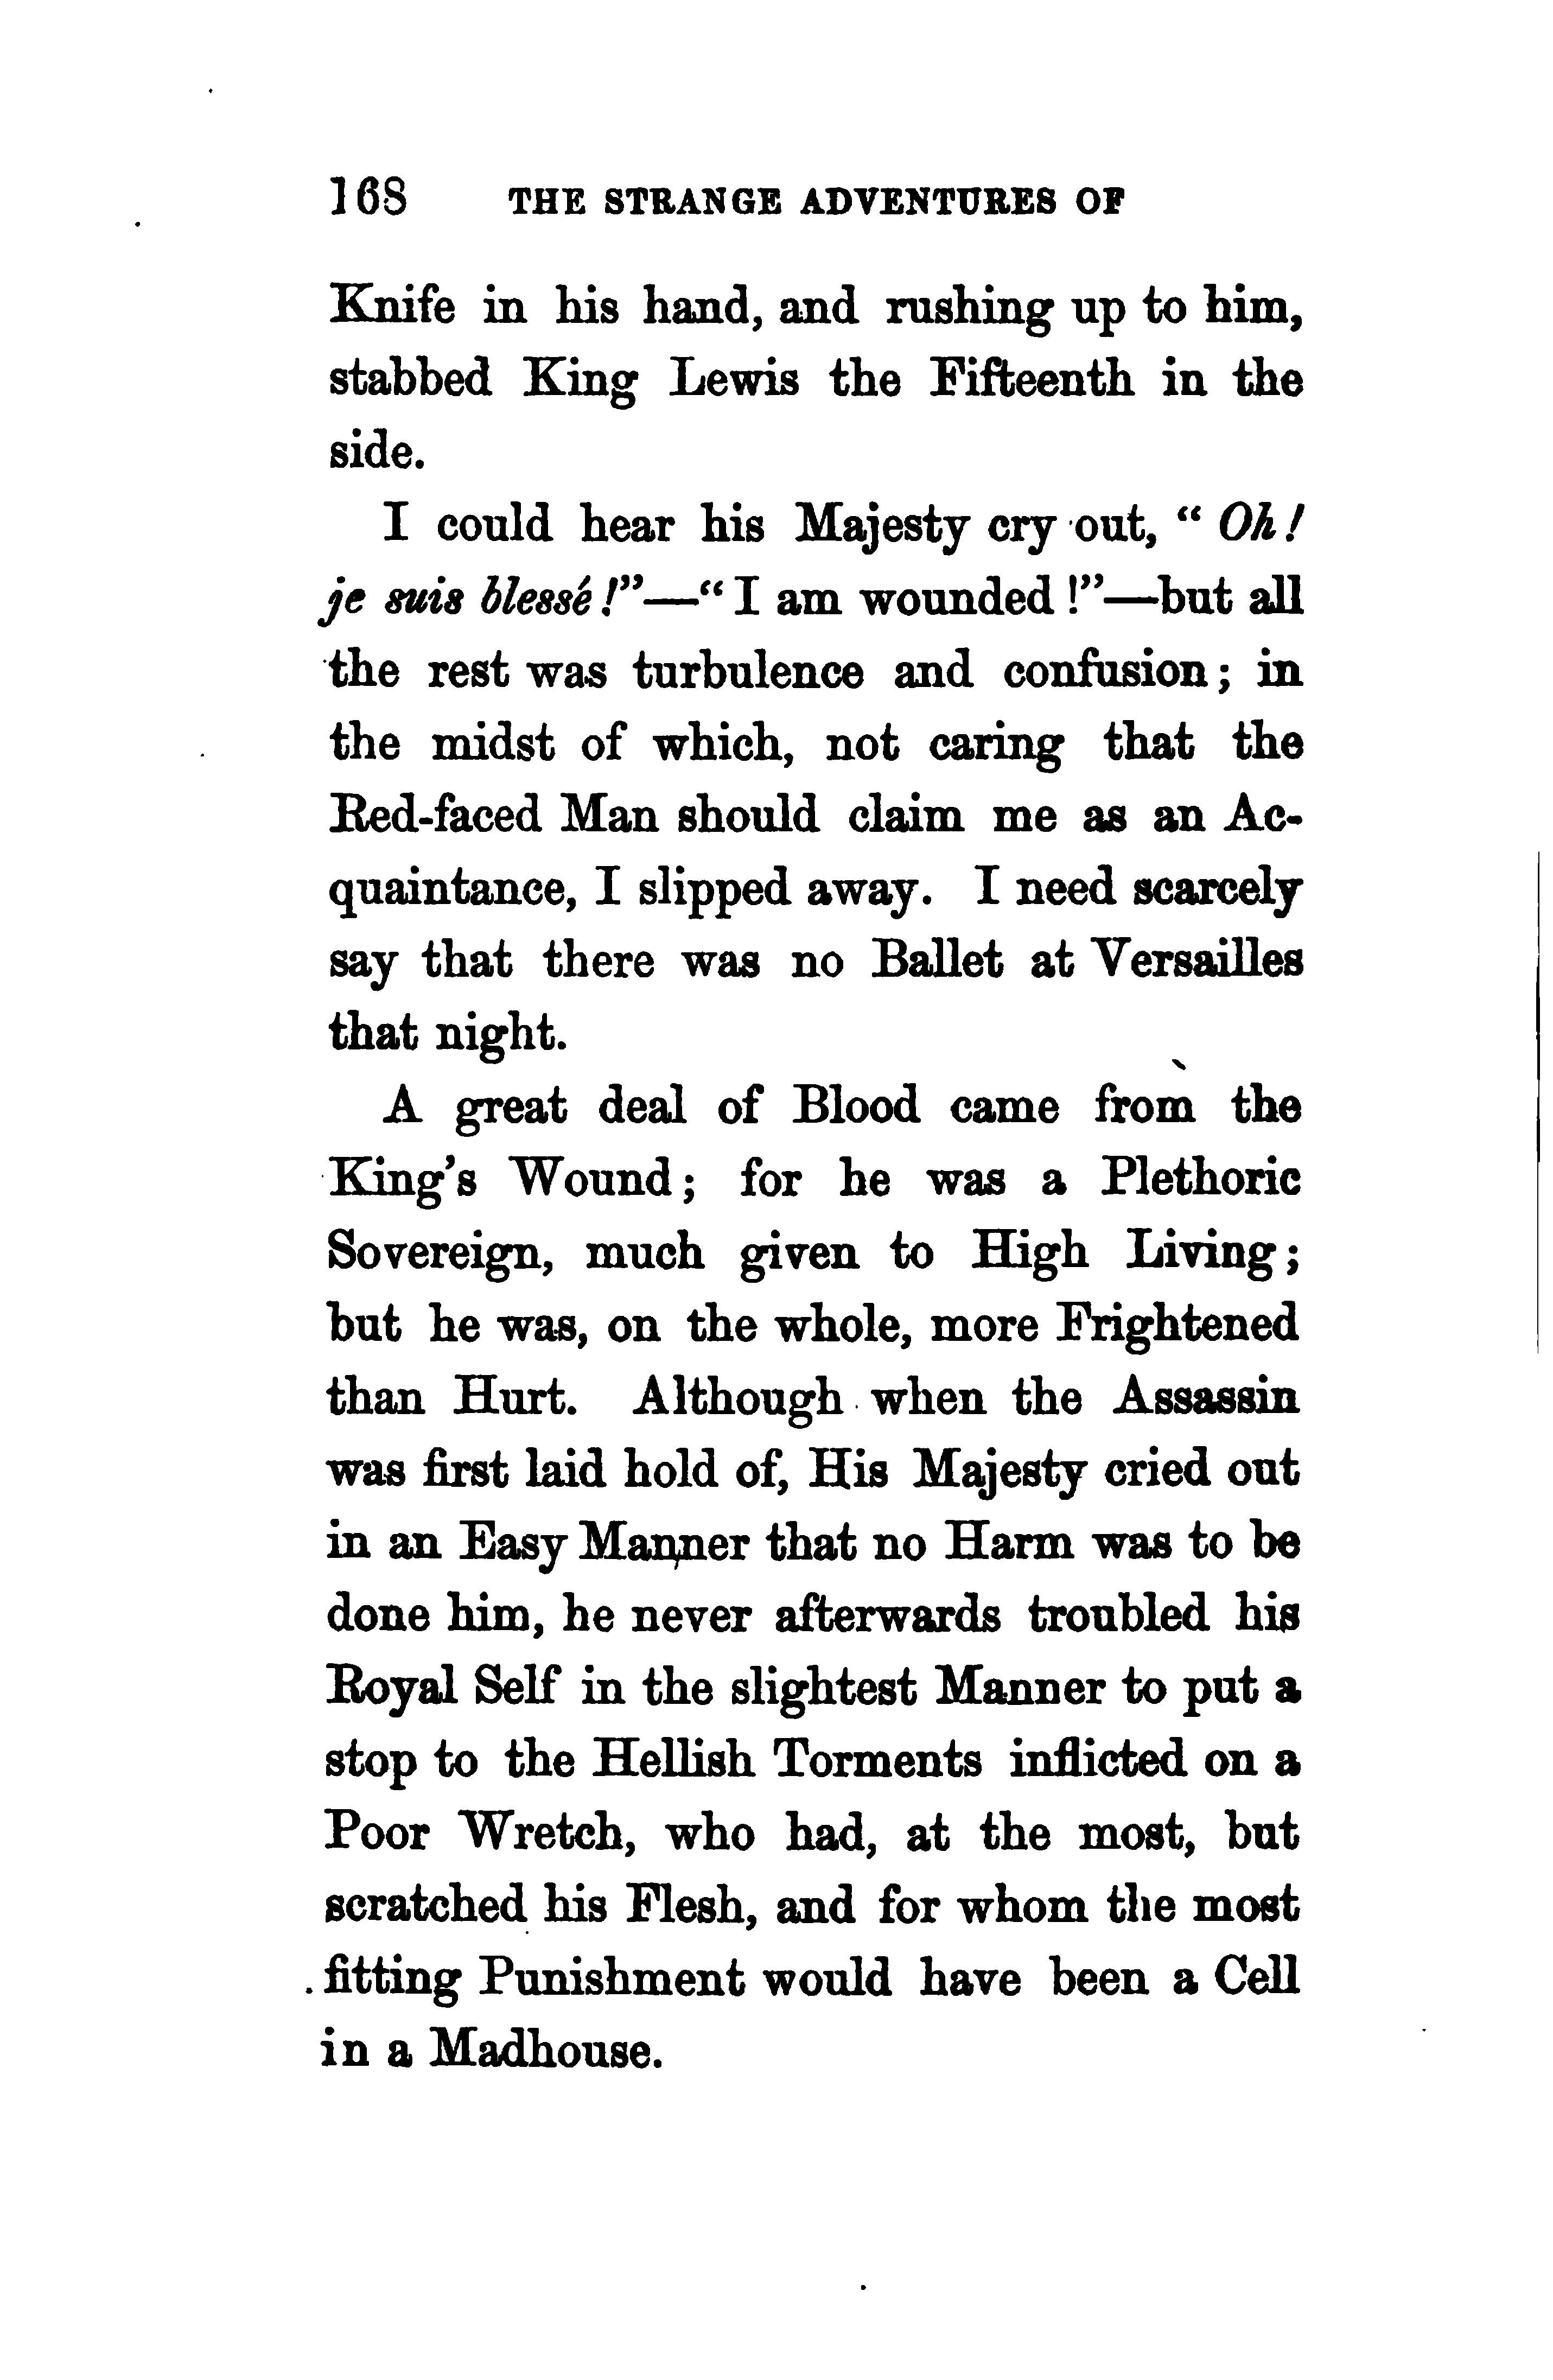 168 THE STRANGE ADVENTURES OF
Knife in his hand, and rushing up to him,
stabbed King Lewis the Fifteenth in the
side.
I could hear his Majesty cry out, “ Oh !
je suis blessé !”—“ I am wounded !”—but all
the rest was turbulence and confusion ; in
the midst of which, not caring that the
Red-faced Man should claim me as an Ac-
quaintance, I slipped away. I need scarcely
say that there was no Ballet at Versailles
that night.
A great deal of Blood came from the
King’s Wound ; for he was a Plethoric
Sovereign, much given to High Living ;
but he was, on the whole, more Frightened
than Hurt. Although when the Assassin
was first laid hold of, His Majesty cried out
in an Easy Manner that no Harm was to be
done him, he never afterwards troubled his
Royal Self in the slightest Manner to put a
stop to the Hellish Torments inflicted on a
Poor Wretch, who had, at the most, but
scratched his Flesh, and for whom the most
fitting Punishment would have been a Cell
in a Madhouse.